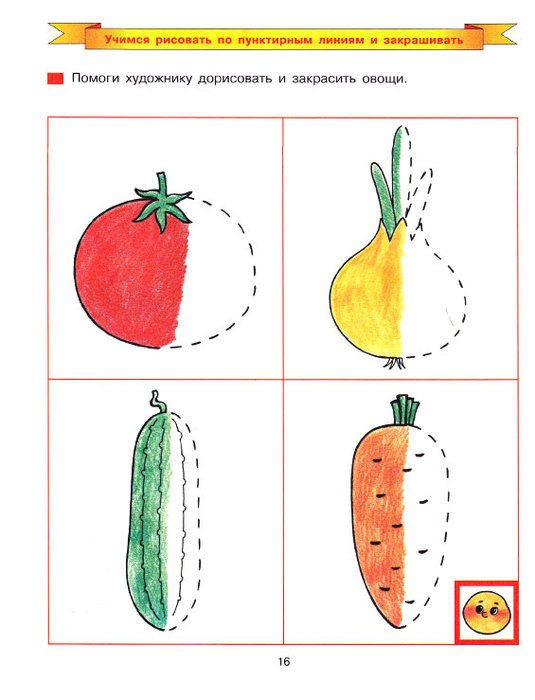 Учимся рисовать по пунктирным линиям и закрашивать
Помоги художнику дорисовать и закрасить овощи.
16